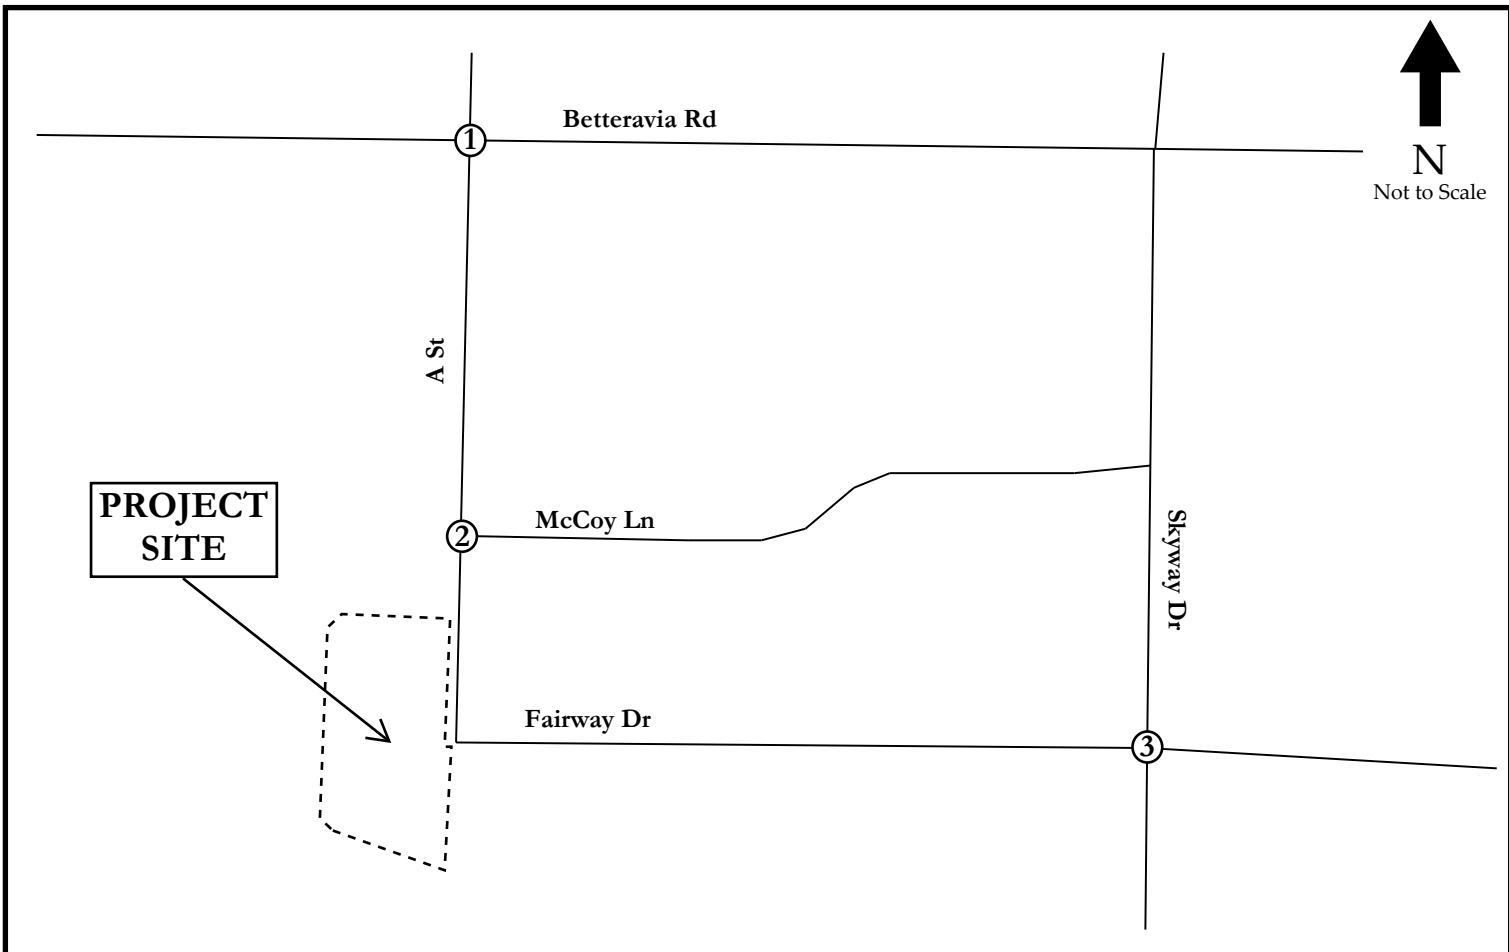 Betteravia Rd
1
N
Not to Scale
A St
PROJECT
SITE
2
McCoy Ln
Skyway Dr
Fairway Dr
3